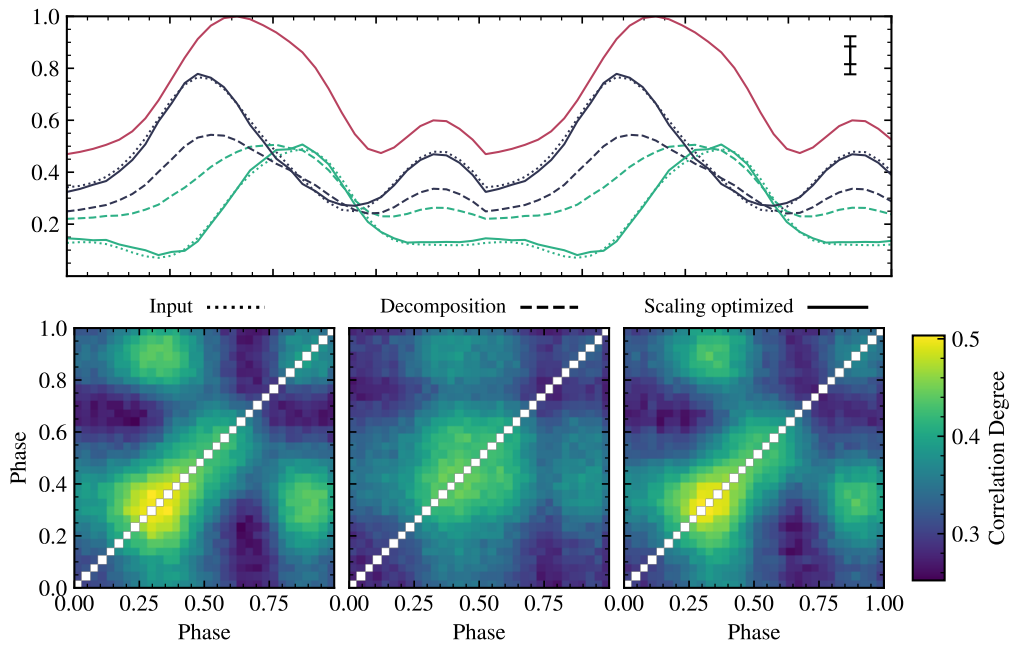 1.0
0.8
0.6
0.4
0.2
Input
Decomposition
Scaling optimized
1.0
0.8
0.6
0.4
0.2
0.0
Phase
0.00 0.25 0.50 0.75
0.00 0.25 0.50 0.75
0.00 0.25 0.50 0.75 1.00
Phase
Phase
Phase
0.5
0.4
0.3
Correlation Degree